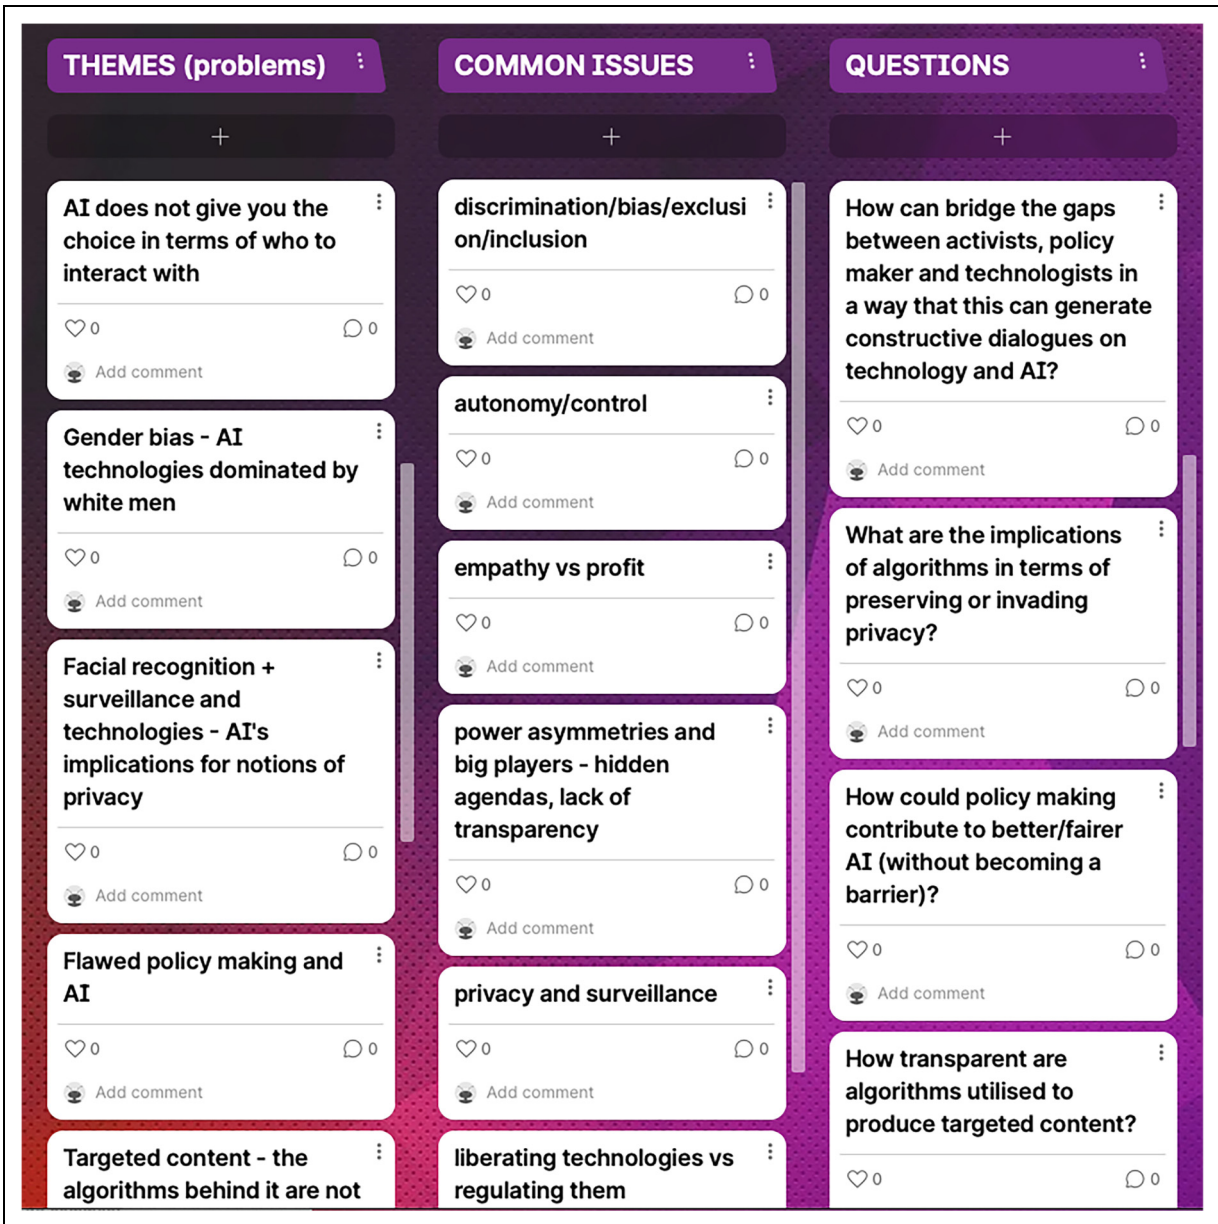 THEMES (problems)
+
AI does not give you the
choice in terms of who to
interact with
0
0
Add comment
Gender bias - AI
technologies dominated by
white men
0
0
Add comment
Facial recognition +
surveillance and
technologies - AI's
implications for notions of
privacy
0
0
Add comment
Flawed policy making and
AI
0
0
Add comment
Targeted content - the
algorithms behind it are not
COMMON ISSUES
+
discrimination/bias/exclusi
on/inclusion
0
0
Add comment
autonomy/control
0
0
Add comment
empathy vs profit
0
0
Add comment
power asymmetries and
big players - hidden
agendas, lack of
transparency
0
0
Add comment
privacy and surveillance
0
0
Add comment
liberating technologies vs
regulating them
QUESTIONS
+
How can bridge the gaps
between activists, policy
maker and technologists in
a way that this can generate
constructive dialogues on
technology and AI?
0
0
Add comment
What are the implications
of algorithms in terms of
preserving or invading
privacy?
0
0
Add comment
How could policy making
contribute to better/fairer
AI (without becoming a
barrier)?
0
0
Add comment
How transparent are
algorithms utilised to
produce targeted content?
0
0